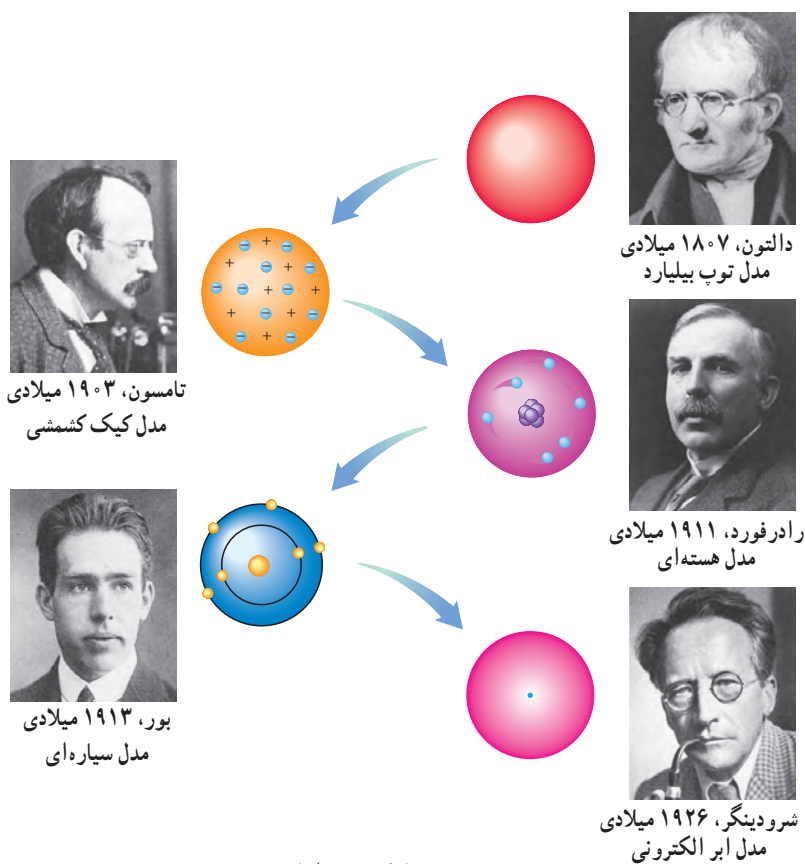 دالتون، ۱۸۰۷ میلادی
مدل توپ بیلیارد
تامسون، ۱۹۰۳ میلادی
مدل کیک کشمشی
رادرفورد، ۱۹۱۱ میلادی
مدل هسته‌ای
بور، ۱۹۱۳ میلادی
مدل سیاره‌ای
شرودینگر، ۱۹۲۶ میلادی
مدل ابر الکترونی